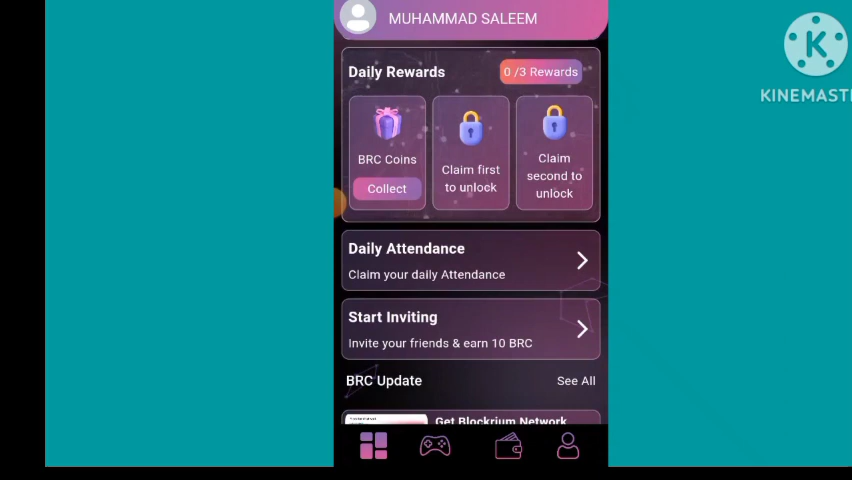 MUHAMMAD SALEEM
Daily Rewards
0 /3 Rewards
BRC Coins
Collect
Claim first
to unlock
Claim
second to
unlock
Daily Attendance
Claim your daily Attendance
Start Inviting
Invite your friends & earn 10 BRC
BRC Update
See All
Get Blockrium Network
K
KINEMAST